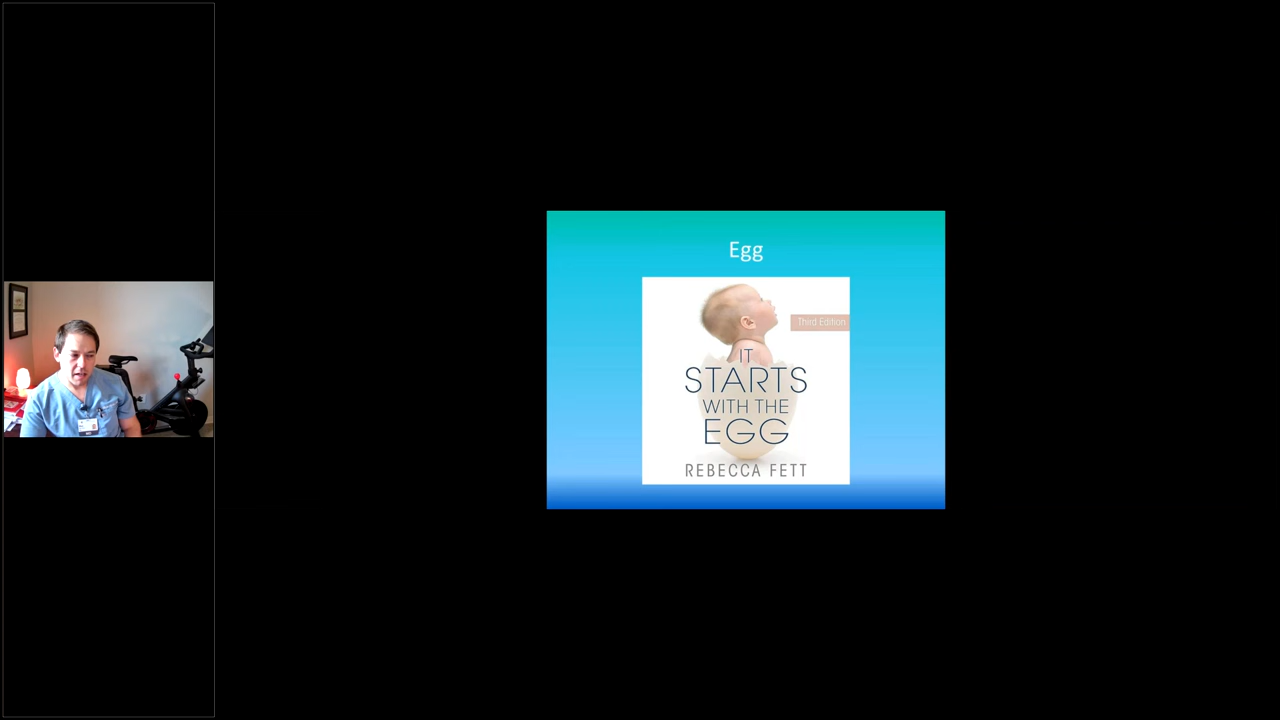 Egg
Third Edition
IT
STARTS
WITH THE
EGG
REBECCA FETT